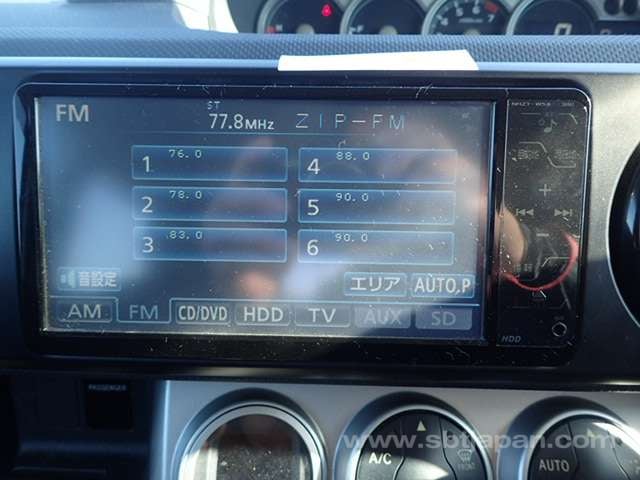 FM ST 77.8MHz ZIP-FM
1 76.0 4 88.0
2 78.0 5 90.0
3 83.0 6 90.0
音設定 エリア AUTO.P
AM FM CD/DVD HDD TV AUX SD
HDD
PASSENGER
www.sbtjapan.com
A/C AUTO